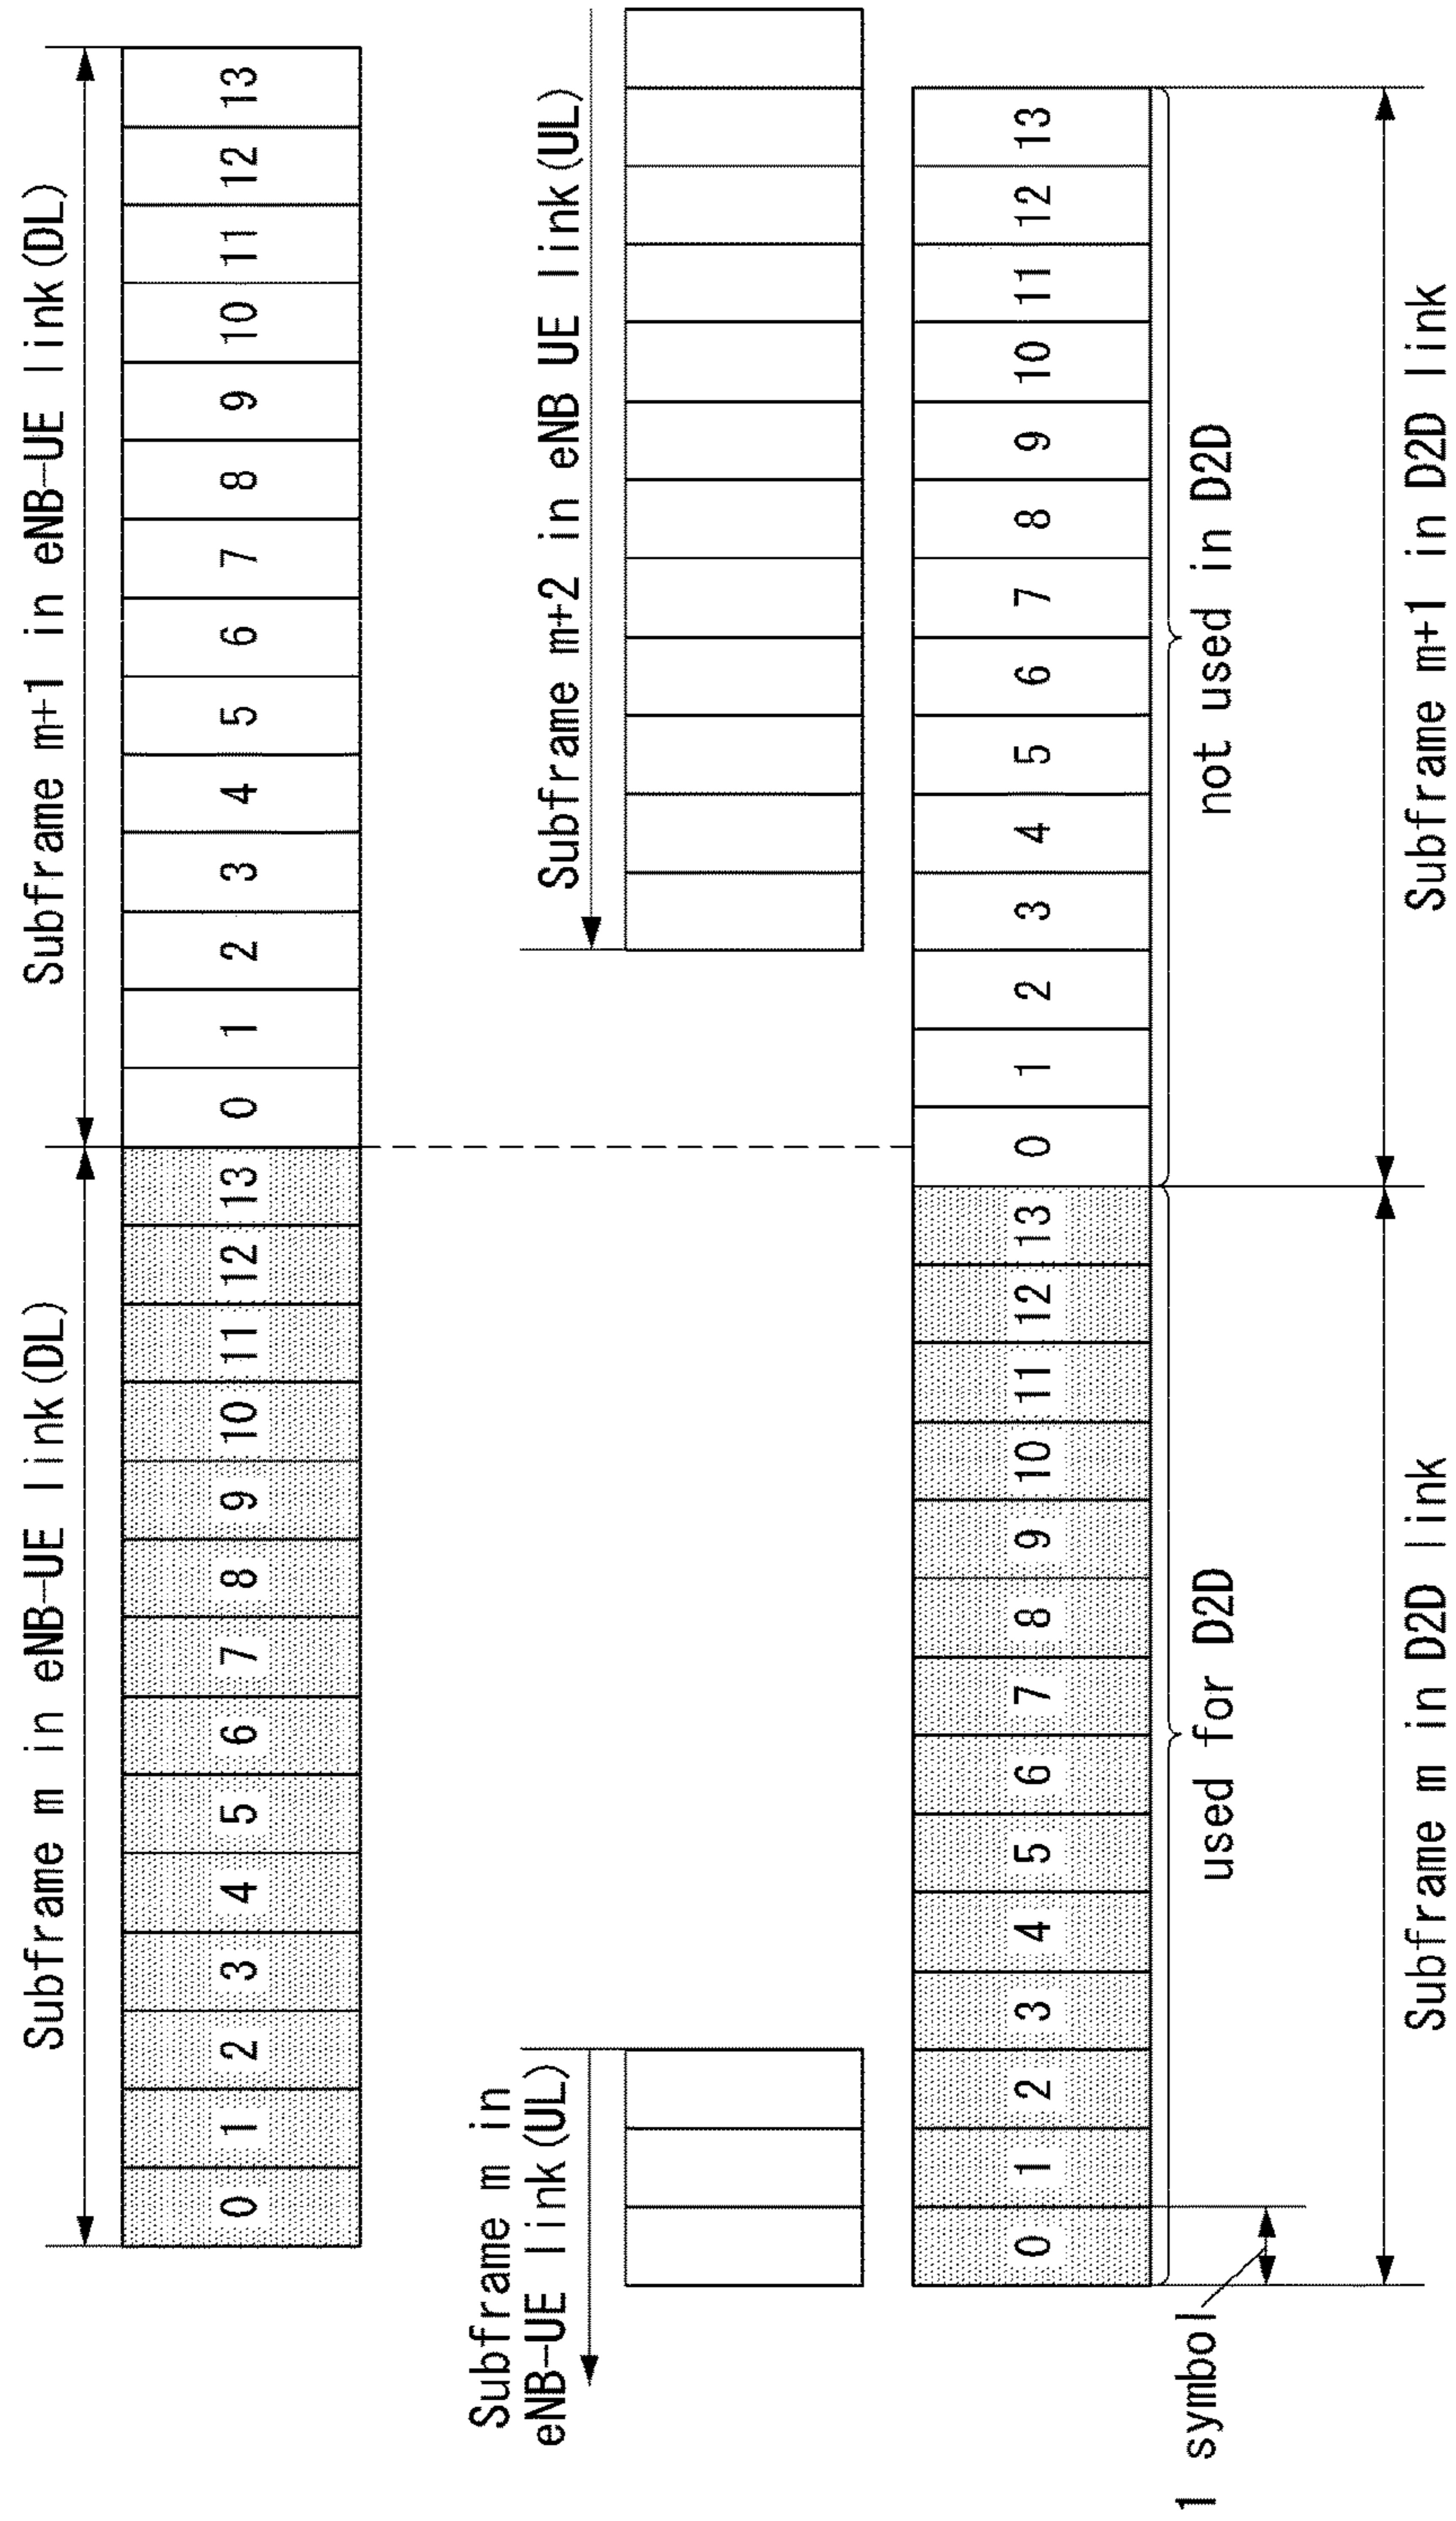 Subframe m in eNB-UE link(DL)
Subframe m+1 in eNB-UE link(DL)
0 1 2 3 4 5 6 7 8 9 10 11 12 13 0 1 2 3 4 5 6 7 8 9 10 11 12 13
Subframe m in
eNB-UE link(UL)
Subframe m+2 in eNB UE link(UL)
0 1 2 3 4 5 6 7 8 9 10 11 12 13 0 1 2 3 4 5 6 7 8 9 10 11 12 13
1 symbol
used for D2D
not used in D2D
Subframe m in D2D link
Subframe m+1 in D2D link